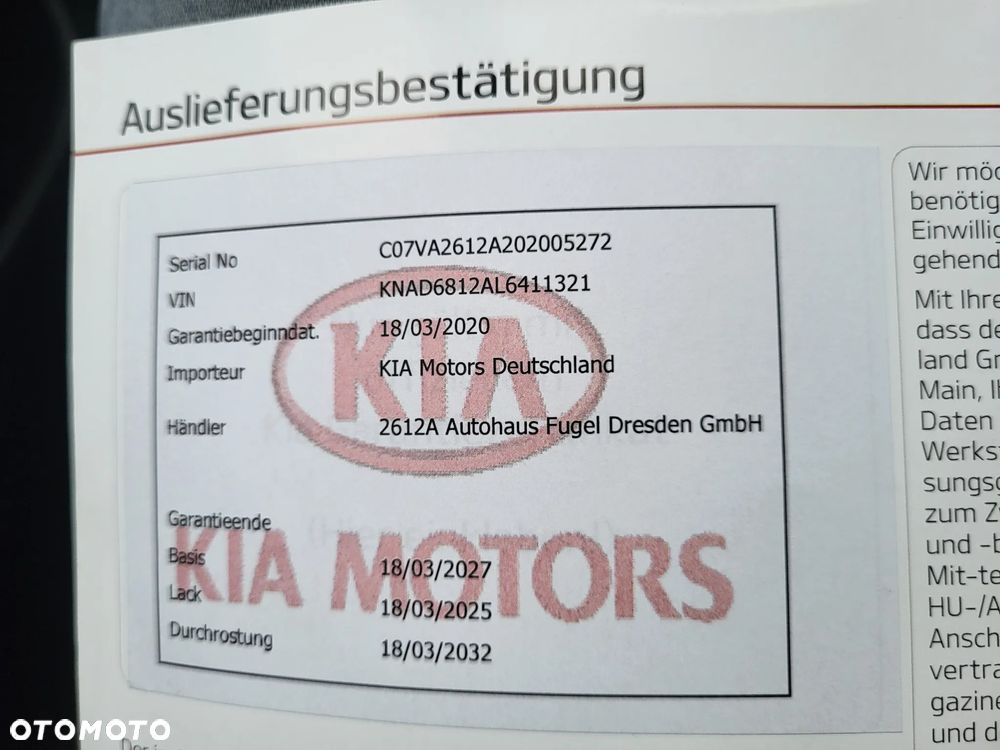 Auslieferungsbestätigung
Serial No C07VA2612A202005272
VIN KNAD6812AL6411321
Garantiebeginndat. 18/03/2020
Importeur KIA Motors Deutschland
Händler 2612A Autohaus Fugel Dresden GmbH
Garantieende
Basis 18/03/2027
Lack 18/03/2025
Durchrostung 18/03/2032
KIA
KIA MOTORS
Wir möc
benötig
Einwillig
gehend
Mit Ihre
dass de
land Gr
Main, I
Daten
Werks
sungsg
zum Z
und -b
Mit-te
HU-/A
Ansch
vertra
gazine
und d
OTOMOTO